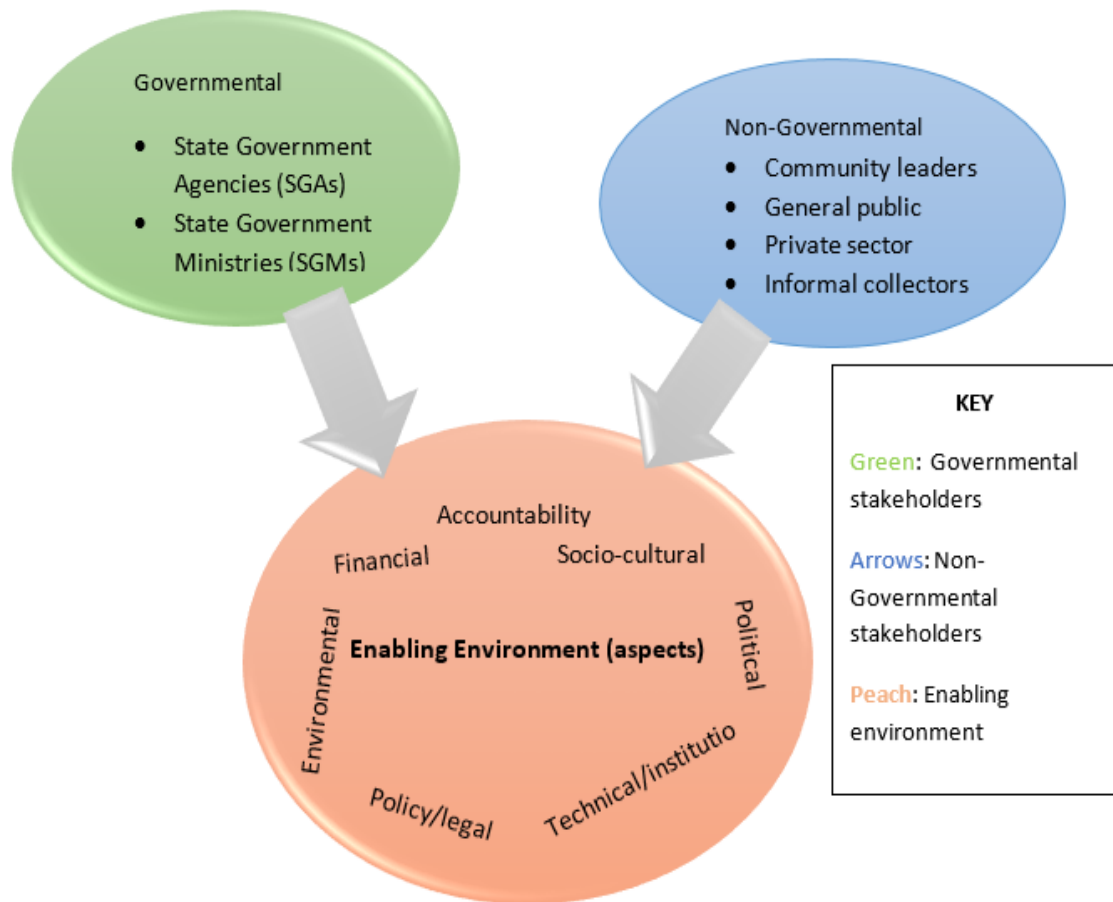 Governmental
• State Government
Agencies (SGAs)
• State Government
Ministries (SGMs)
Non-Governmental
• Community leaders
• General public
• Private sector
• Informal collectors
Accountability
Financial
Socio-cultural
Environmental
Enabling Environment (aspects)
Political
Policy/legal
Technical/institutio
KEY
Green: Governmental
stakeholders
Arrows: Non-
Governmental
stakeholders
Peach: Enabling
environment